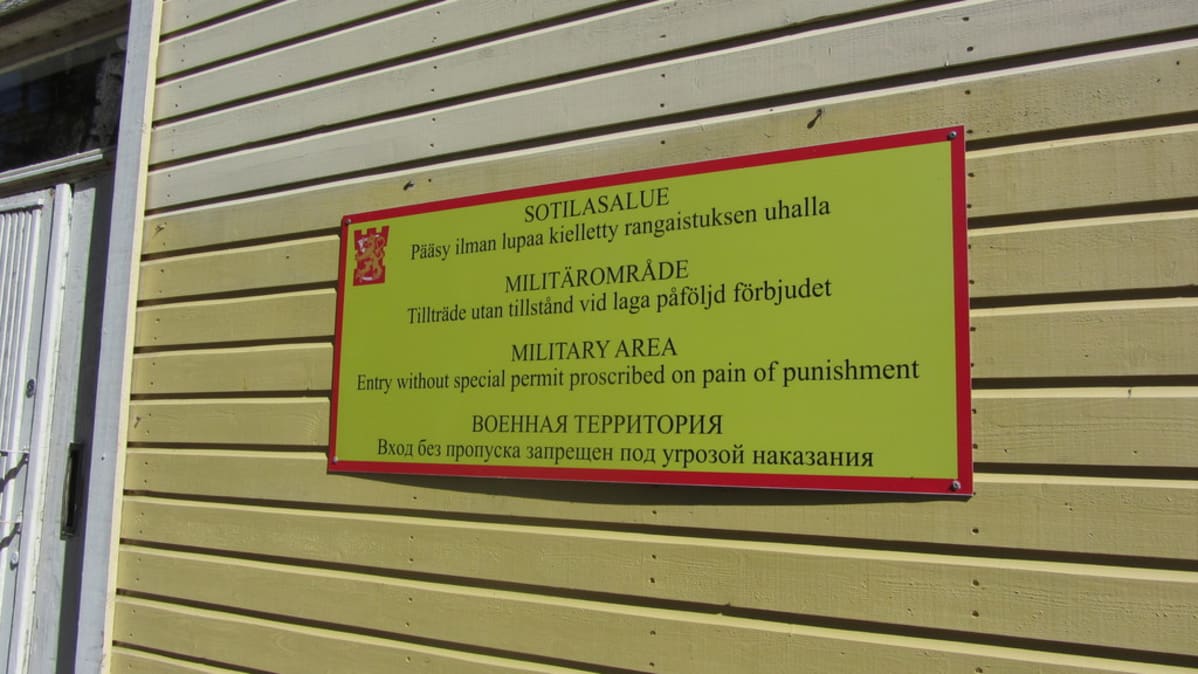 SOTILASALUE
Pääsy ilman lupaa kielletty rangaistuksen uhalla
MILITÄROMRÅDE
Tillträde utan tillstånd vid laga påföljd förbjudet
MILITARY AREA
Entry without special permit proscribed on pain of punishment
ВОЕННАЯ ТЕРРИТОРИЯ
Вход без пропуска запрещен под угрозой наказания